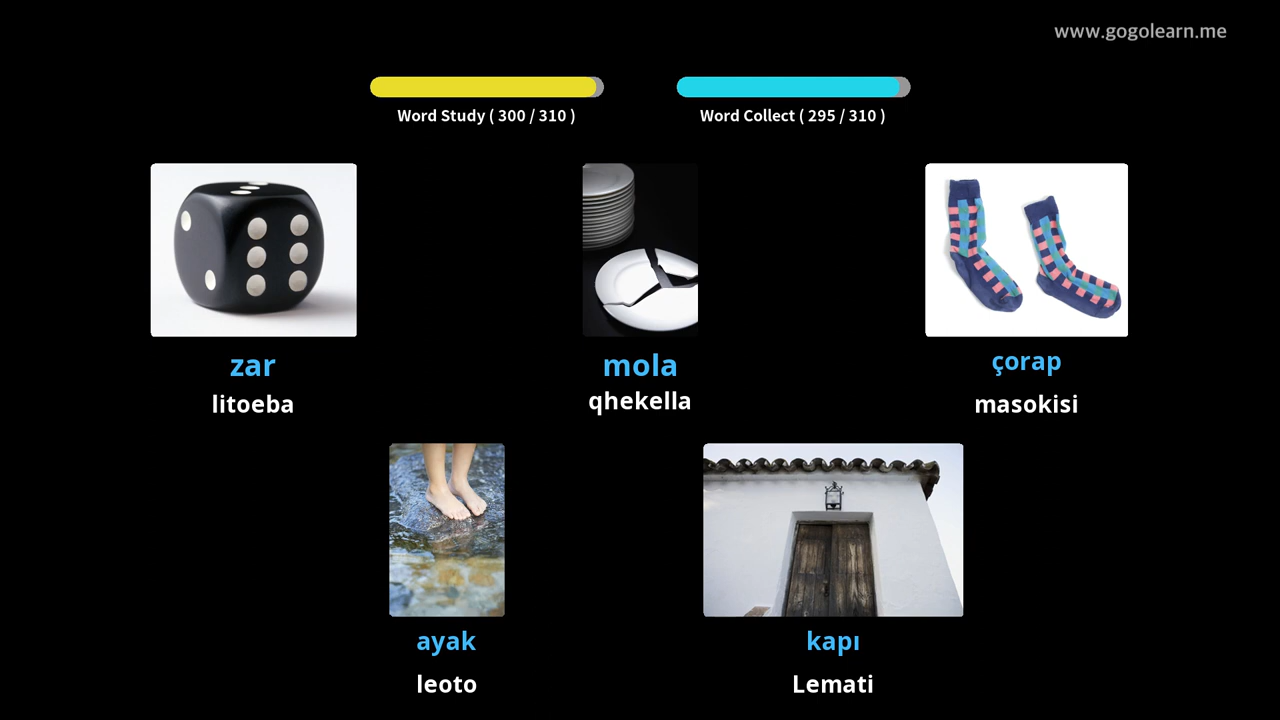 www.gogolearn.me
Word Study ( 300 / 310 )
Word Collect ( 295 / 310 )
zar
litoeba
mola
qhekella
çorap
masokisi
ayak
leoto
kapı
Lemati